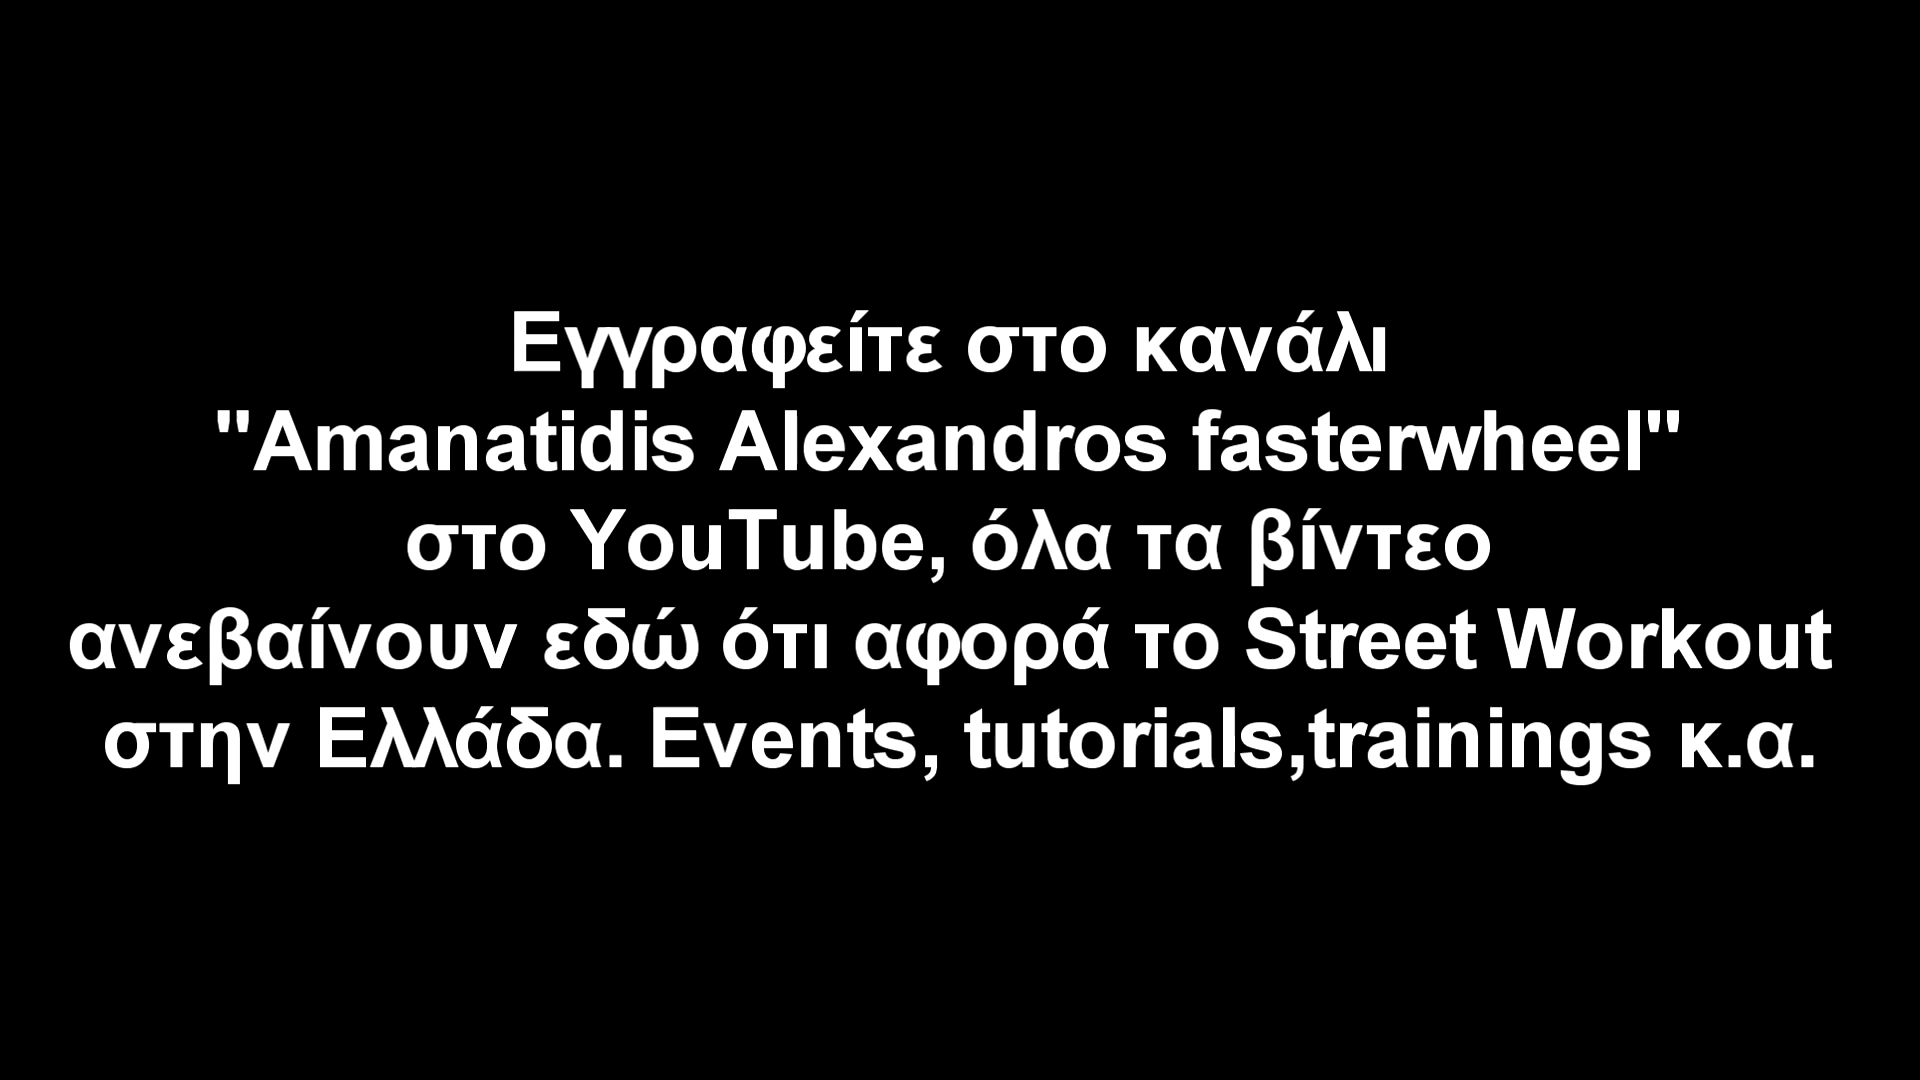 Εγγραφείτε στο κανάλι
"Amanatidis Alexandros fasterwheel"
στο YouTube, όλα τα βίντεο
ανεβαίνουν εδώ ότι αφορά το Street Workout
στην Ελλάδα. Events, tutorials,trainings κ.α.